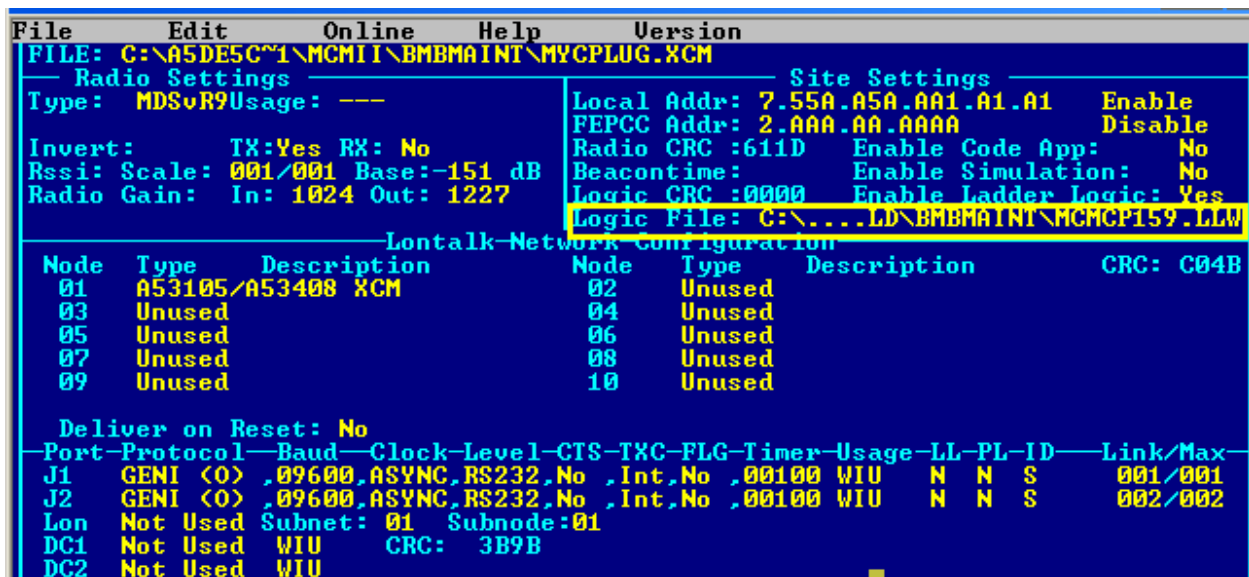 File Edit Online Help Version
FILE: C:\A5DE5C~1\MCMII\BMBMAINT\MYCPLUG.XCM
Radio Settings Site Settings
Type: MDSvR9Usage: --- Local Addr: 7.55A.A5A.AA1.A1.A1 Enable
FEPCC Addr: 2.AAA.AA.AAAA Disable
Invert: TX:Yes RX: No Radio CRC :611D Enable Code App: No
Rssi: Scale: 001/001 Base:-151 dB Beacontime: Enable Simulation: No
Radio Gain: In: 1024 Out: 1227 Logic CRC :0000 Enable Ladder Logic: Yes
Logic File: C:\....LD\BMBMAINT\MCMCP159.LLW
Lontalk-Network-Configuration
Node Type Description Node Type Description CRC: C04B
01 A53105/A53408 XCM 02 Unused
03 Unused 04 Unused
05 Unused 06 Unused
07 Unused 08 Unused
09 Unused 10 Unused
Deliver on Reset: No
Port-Protocol-Baud-Clock-Level-CTS-TXC-FLG-Timer-Usage-LL-PL-ID-Link/Max
J1 GENI (O) ,09600,ASYNC,RS232,No ,Int,No ,00100 WIU N N S 001/001
J2 GENI (O) ,09600,ASYNC,RS232,No ,Int,No ,00100 WIU N N S 002/002
Lon Not Used Subnet: 01 Subnode:01
DC1 Not Used WIU CRC: 3B9B
DC2 Not Used WIU